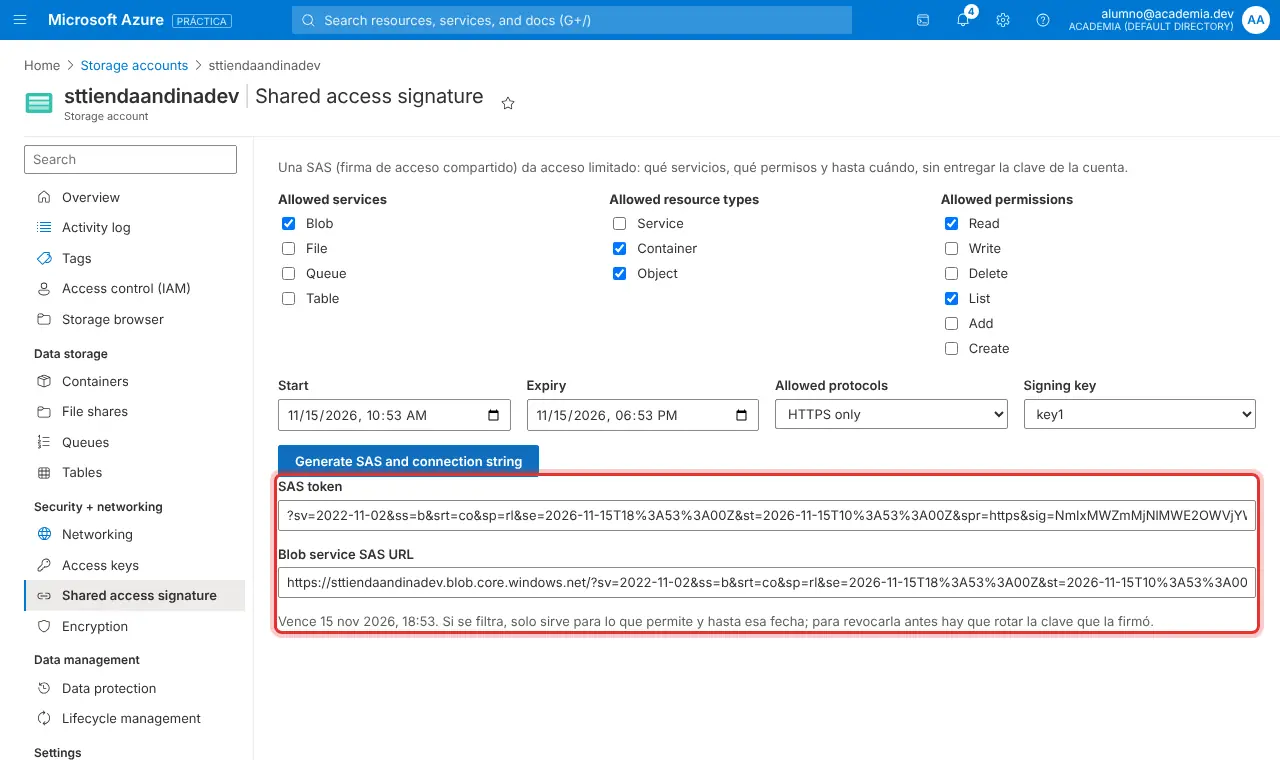 Microsoft Azure PRÁCTICA
Search resources, services, and docs (G+/)
4
alumno@academia.dev
ACADEMIA (DEFAULT DIRECTORY)
AA
Home > Storage accounts > sttiendaandinadev
sttiendaandinadev | Shared access signature
Storage account
Search
Overview
Activity log
Tags
Access control (IAM)
Storage browser
Data storage
Containers
File shares
Queues
Tables
Security + networking
Networking
Access keys
Shared access signature
Encryption
Data management
Data protection
Lifecycle management
Settings
Una SAS (firma de acceso compartido) da acceso limitado: qué servicios, qué permisos y hasta cuándo, sin entregar la clave de la cuenta.
Allowed services
Blob
File
Queue
Table
Allowed resource types
Service
Container
Object
Allowed permissions
Read
Write
Delete
List
Add
Create
Start
11/15/2026, 10:53 AM
Expiry
11/15/2026, 06:53 PM
Allowed protocols
HTTPS only
Signing key
key1
Generate SAS and connection string
SAS token
?sv=2022-11-02&ss=b&srt=co&sp=rl&se=2026-11-15T18%3A53%3A00Z&st=2026-11-15T10%3A53%3A00Z&spr=https&sig=
Blob service SAS URL
https://sttiendaandinadev.blob.core.windows.net/?sv=2022-11-02&ss=b&srt=co&sp=rl&se=2026-11-15T18%3A53%3A00Z&st=2026-11-15T10%3A53%3A00
Vence 15 nov 2026, 18:53. Si se filtra, solo sirve para lo que permite y hasta esa fecha; para revocarla antes hay que rotar la clave que la firmó.